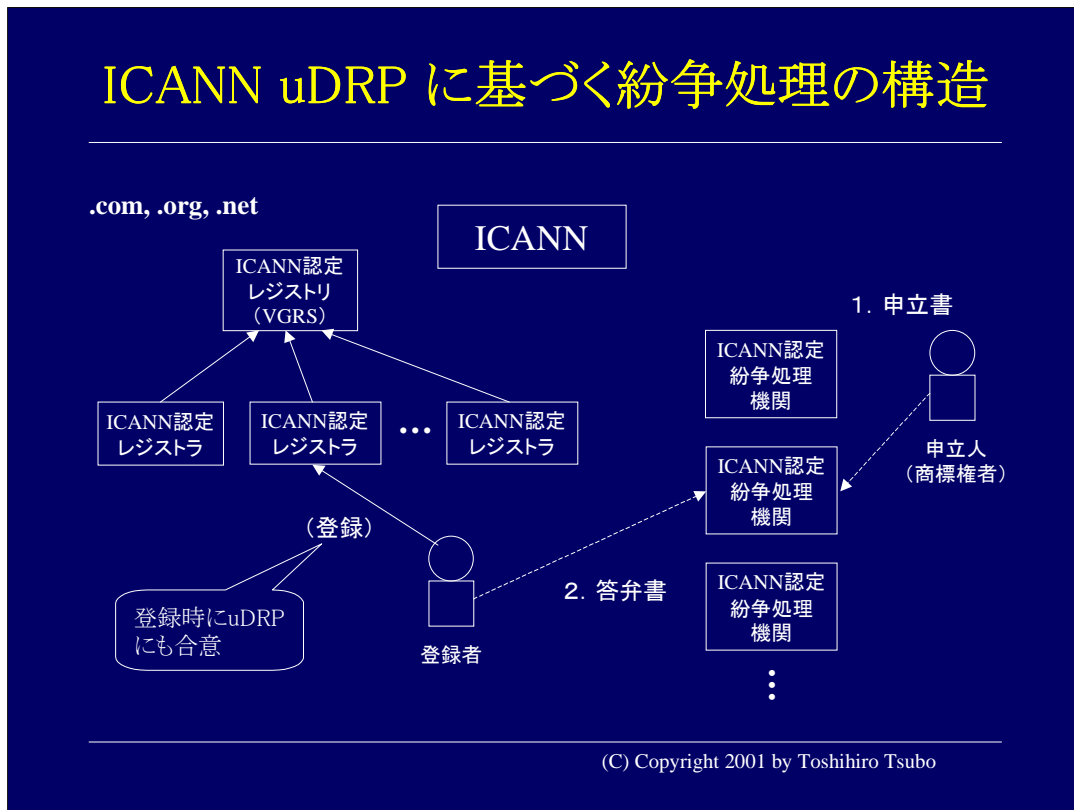 ICANN uDRP に基づく紛争処理の構造
.com, .org, .net
ICANN
ICANN認定
レジストリ
（VGRS）
ICANN認定
レジストラ
ICANN認定
レジストラ
…
ICANN認定
レジストラ
（登録）
登録時にuDRP
にも合意
登録者
1．申立書
申立人
（商標権者）
ICANN認定
紛争処理
機関
ICANN認定
紛争処理
機関
2．答弁書
ICANN認定
紛争処理
機関
…
(C) Copyright 2001 by Toshihiro Tsubo